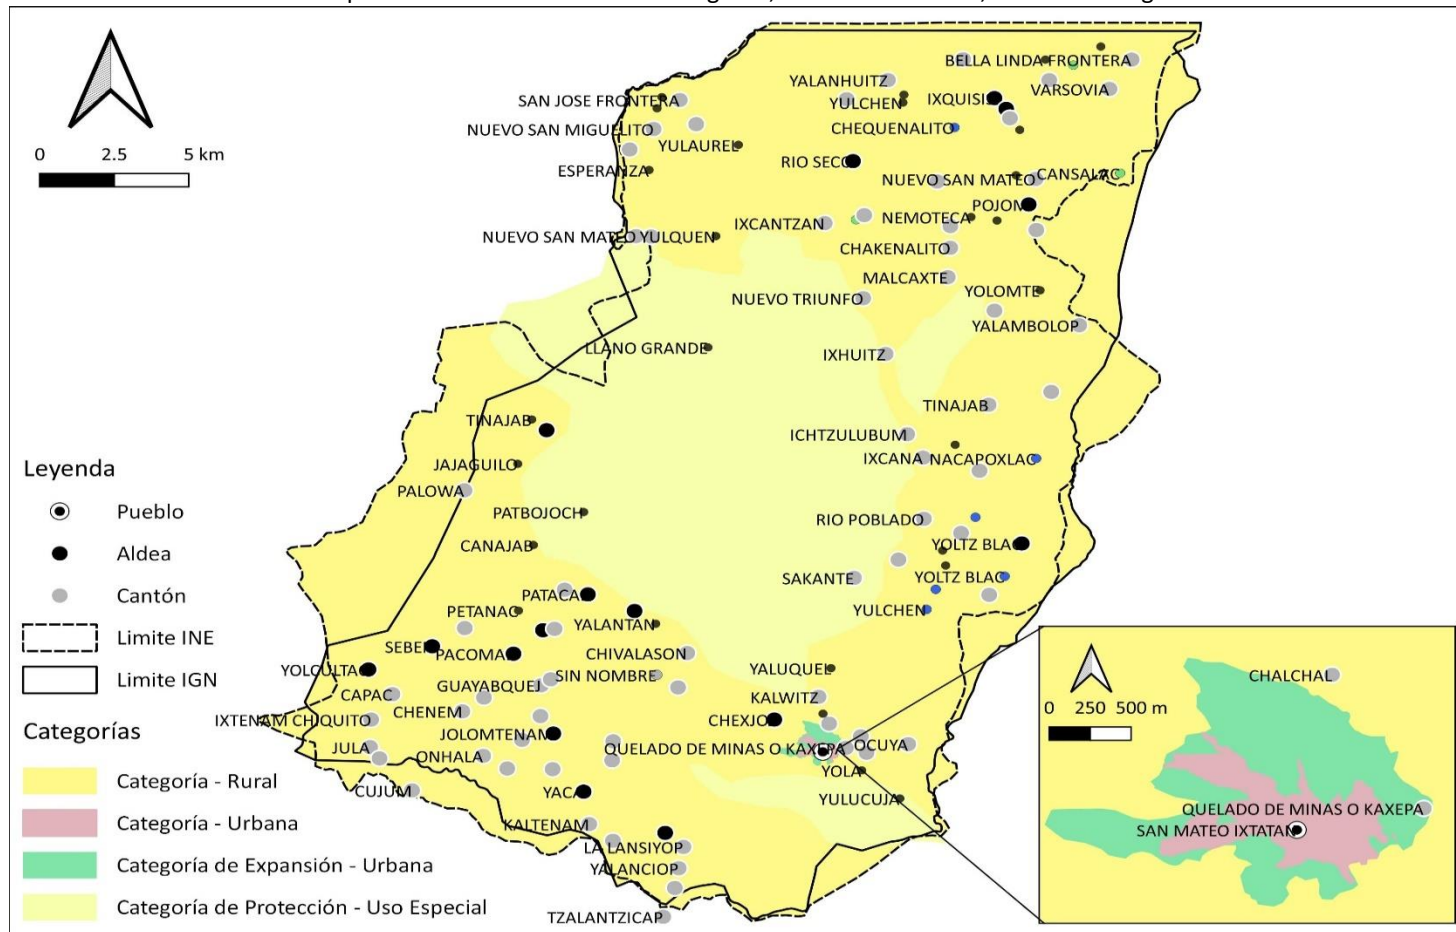 BELLA LINDA FRONTERA
YALANHUITZ
VARSOVIA
SAN JOSE FRONTERA
YULCHEN
IXQUISIS
NUEVO SAN MIGUELITO
CHEQUENALITO
0 2.5 5 km
YULAUREL
RIO SECO
ESPERANZA
NUEVO SAN MATEO
CANSALAC
POJOM
IXCANTZAN
NEMOTECA
NUEVO SAN MATEO
YULQUEN
CHAKENALITO
MALCAXTE
NUEVO TRIUNFO
YOLOMTE
YALAMBOLOP
LLANO GRANDE
IXHUITZ
TINAJAB
TINAJAB
ICHTZULUBUM
IXCANA
NACAPOXLAC
JAJAGUILO
PALOWA
PATBOJOCH
RIO POBLADO
CANAJAB
YOLTZ BLAC
SAKANTE
YOLTZ BLAC
PATACAL
PETANAC
YALANTAN
YULCHEN
SEBEP
PACOMAL
CHIVALASON
YOLCULTAC
YALUQUEL
CAPAC
GUAYABQUEJ
SIN NOMBRE
KALWITZ
CHENEM
IXTENAM CHIQUITO
CHEXJOJ
JOLOMTENAM
JULA
ONHALA
QUELADO DE MINAS O KAXEPA
OCUYA
YOLA
CUJUM
YACA
YULUCUJA
KALTENAM
LA LANSIYOP
YALANCIOP
TZALANTZICAP
Leyenda
Pueblo
Aldea
Cantón
Limite INE
Limite IGN
Categorías
Categoría - Rural
Categoría - Urbana
Categoría de Expansión - Urbana
Categoría de Protección - Uso Especial
CHALCHAL
0 250 500 m
QUELADO DE MINAS O KAXEPA
SAN MATEO IXTATAN